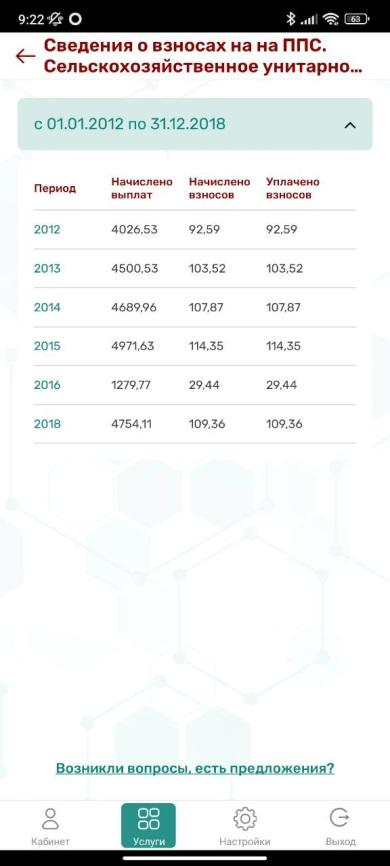 9:22
63
Сведения о взносах на на ППС.
Сельскохозяйственное унитарно...
с 01.01.2012 по 31.12.2018
Период Начислено выплат Начислено взносов Уплачено взносов
2012 4026,53 92,59 92,59
2013 4500,53 103,52 103,52
2014 4689,96 107,87 107,87
2015 4971,63 114,35 114,35
2016 1279,77 29,44 29,44
2018 4754,11 109,36 109,36
Возникли вопросы, есть предложения?
Кабинет Услуги Настройки Выход